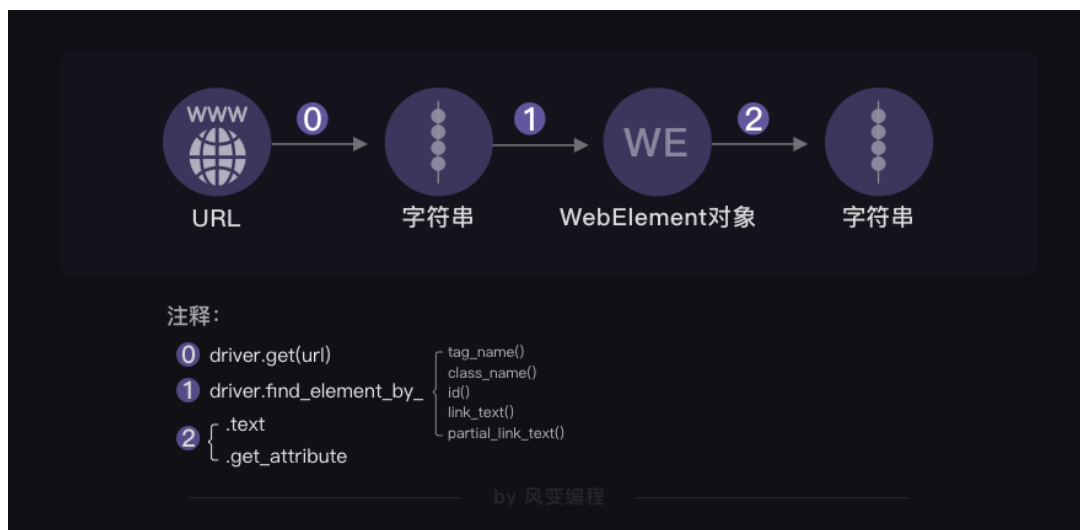 WWW
0
1
WE
2
URL
字符串
WebElement对象
字符串
注释：
0 driver.get(url)
1 driver.find_element_by_
tag_name()
class_name()
id()
link_text()
partial_link_text()
2
.text
.get_attribute
by 风变编程